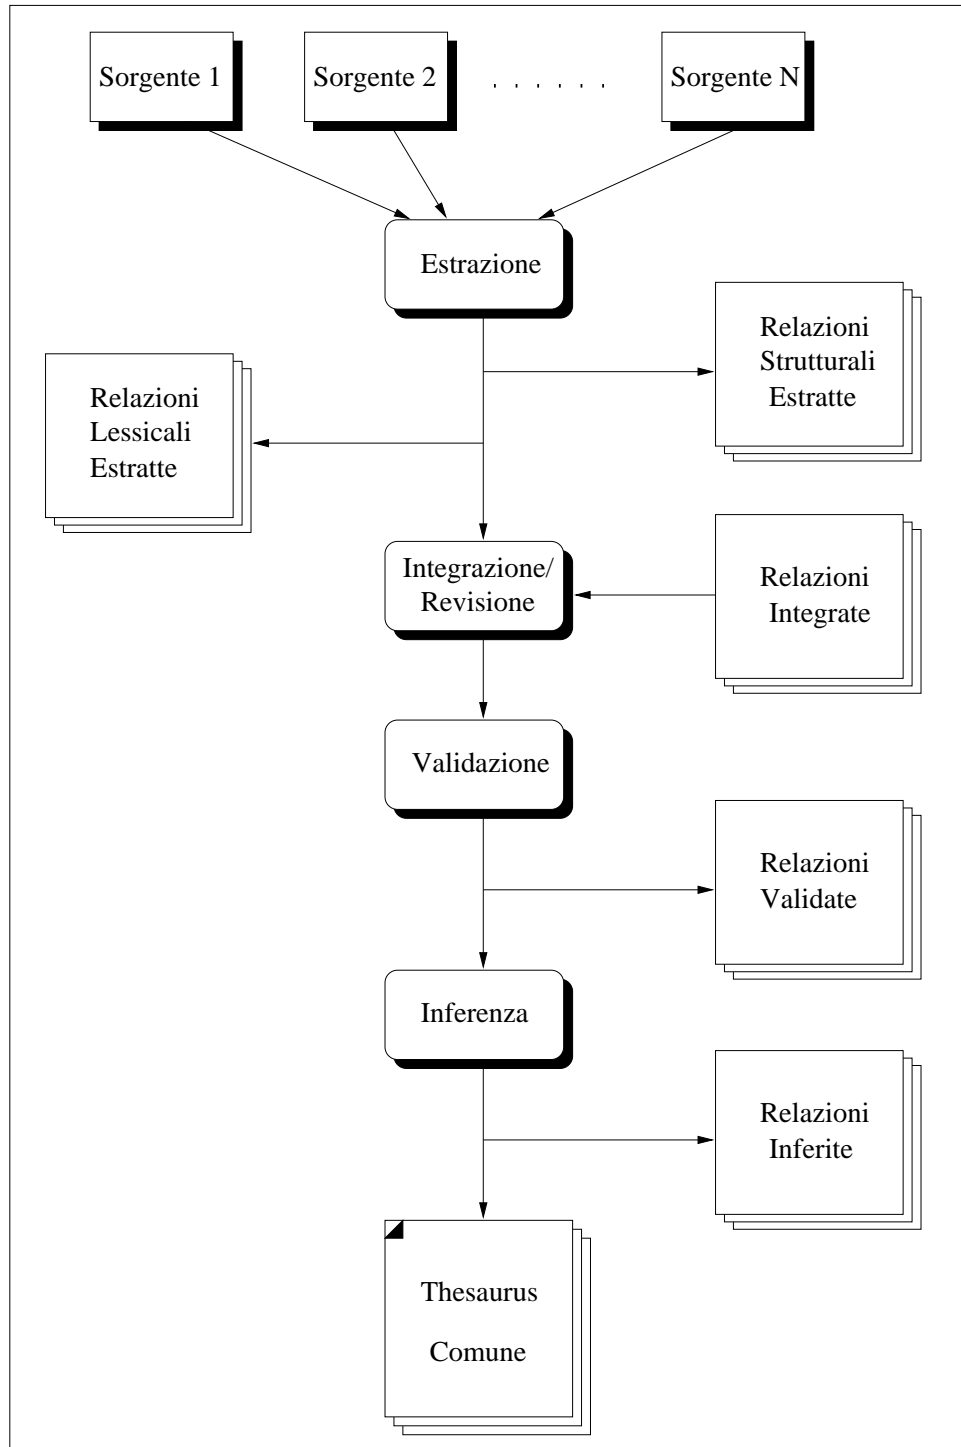 Sorgente 1
Sorgente 2
. . . . . .
Sorgente N
Estrazione
Relazioni
Strutturali
Estratte
Relazioni
Lessicali
Estratte
Integrazione/
Revisione
Relazioni
Integrate
Validazione
Relazioni
Validate
Inferenza
Relazioni
Inferite
Thesaurus
Comune